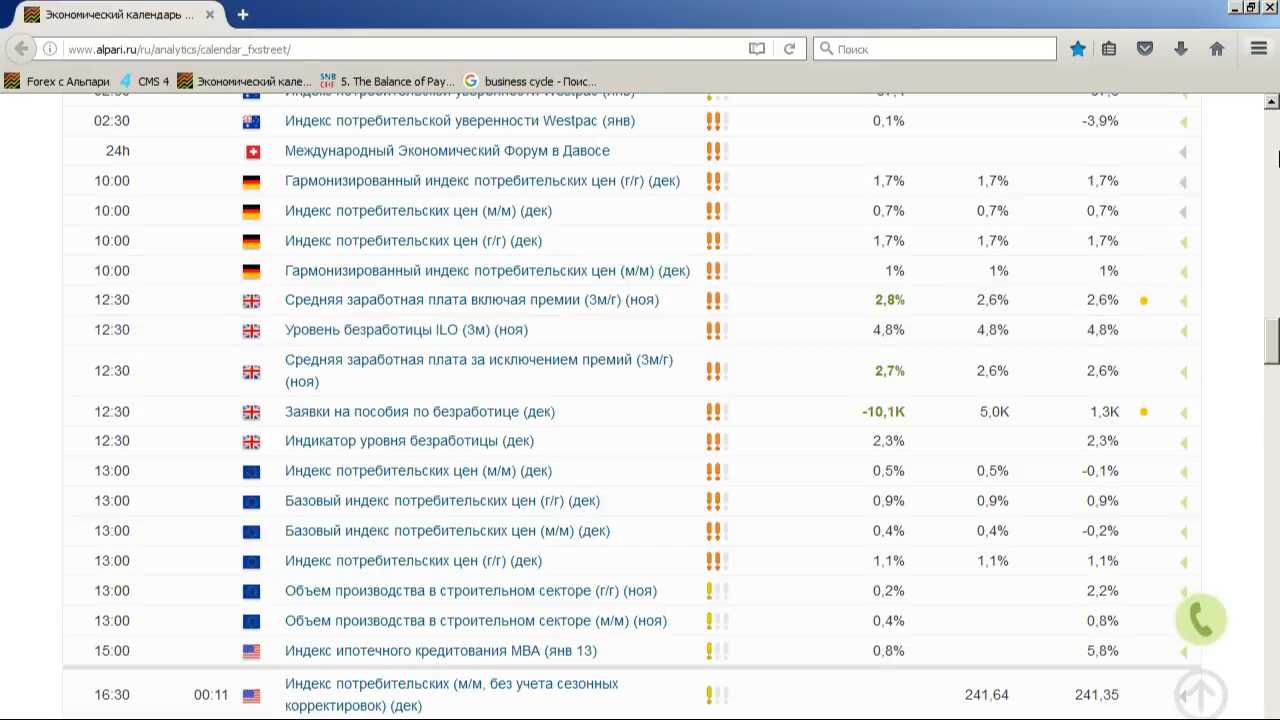 Экономический календарь ...
www.alpari.ru/ru/analytics/calendar_fxstreet/
Поиск
Forex с Альпари
CMS 4
Экономический кале...
SNB CHF
5. The Balance of Pay...
business cycle - Поис...
Индекс потребительской уверенности Westpac (янв)
02:30 Индекс потребительской уверенности Westpac (янв) 0,1% -3,9%
24h Международный Экономический Форум в Давосе
10:00 Гармонизированный индекс потребительских цен (г/г) (дек) 1,7% 1,7% 1,7%
10:00 Индекс потребительских цен (м/м) (дек) 0,7% 0,7% 0,7%
10:00 Индекс потребительских цен (г/г) (дек) 1,7% 1,7% 1,7%
10:00 Гармонизированный индекс потребительских цен (м/м) (дек) 1% 1% 1%
12:30 Средняя заработная плата включая премии (3м/г) (ноя) 2,8% 2,6% 2,6%
12:30 Уровень безработицы ILO (3м) (ноя) 4,8% 4,8% 4,8%
Средняя заработная плата за исключением премий (3м/г)
12:30 (ноя) 2,7% 2,6% 2,6%
12:30 Заявки на пособия по безработице (дек) -10,1K 5,0K 1,3K
12:30 Индикатор уровня безработицы (дек) 2,3% 2,3%
13:00 Индекс потребительских цен (м/м) (дек) 0,5% 0,5% -0,1%
13:00 Базовый индекс потребительских цен (г/г) (дек) 0,9% 0,9% 0,9%
13:00 Базовый индекс потребительских цен (м/м) (дек) 0,4% 0,4% -0,2%
13:00 Индекс потребительских цен (г/г) (дек) 1,1% 1% 1,1%
13:00 Объем производства в строительном секторе (г/г) (ноя) 0,2% 2,2%
13:00 Объем производства в строительном секторе (м/м) (ноя) 0,4% 0,8%
15:00 Индекс ипотечного кредитования MBA (янв 13) 0,8% 5,8%
Индекс потребительских (м/м, без учета сезонных
16:30 00:11 корректировок) (дек) 241,64 241,35